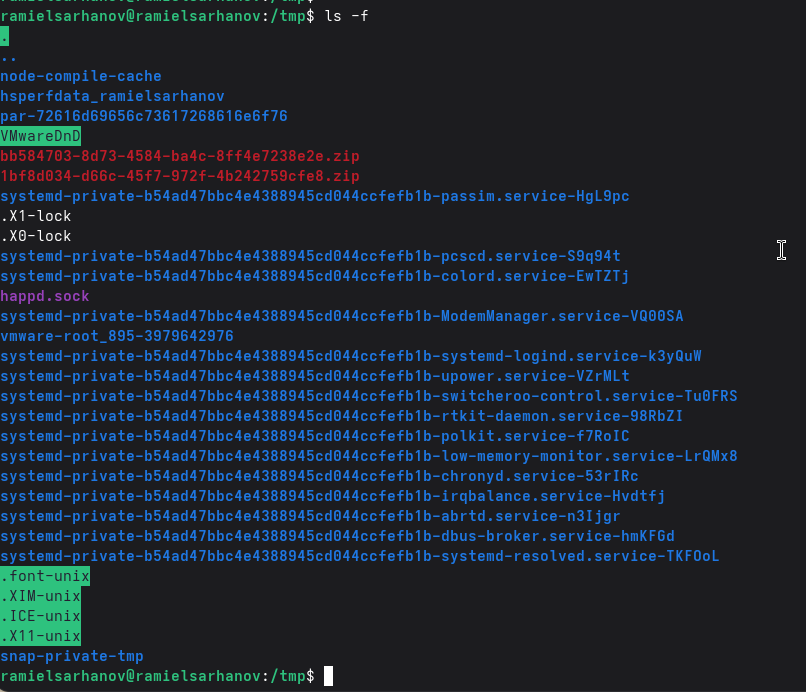 ramielsarhanov@ramielsarhanov:/tmp$ ls -f
.
..
node-compile-cache
hsperfdata_ramielsarhanov
par-72616d69656c73617268616e6f76
VMwareDnD
bb584703-8d73-4584-ba4c-8ff4e7238e2e.zip
1bf8d034-d66c-45f7-972f-4b242759cfe8.zip
systemd-private-b54ad47bbc4e4388945cd044ccfefb1b-passim.service-HgL9pc
.X1-lock
.X0-lock
systemd-private-b54ad47bbc4e4388945cd044ccfefb1b-pcscd.service-S9q94t
systemd-private-b54ad47bbc4e4388945cd044ccfefb1b-colord.service-EwTZTj
happd.sock
systemd-private-b54ad47bbc4e4388945cd044ccfefb1b-ModemManager.service-VQ00SA
vmware-root_895-3979642976
systemd-private-b54ad47bbc4e4388945cd044ccfefb1b-systemd-logind.service-k3yQuW
systemd-private-b54ad47bbc4e4388945cd044ccfefb1b-upower.service-VZrMLt
systemd-private-b54ad47bbc4e4388945cd044ccfefb1b-switcheroo-control.service-Tu0FRS
systemd-private-b54ad47bbc4e4388945cd044ccfefb1b-rtkit-daemon.service-98RbZI
systemd-private-b54ad47bbc4e4388945cd044ccfefb1b-polkit.service-f7RoIC
systemd-private-b54ad47bbc4e4388945cd044ccfefb1b-low-memory-monitor.service-LrQMx8
systemd-private-b54ad47bbc4e4388945cd044ccfefb1b-chronyd.service-53rIRc
systemd-private-b54ad47bbc4e4388945cd044ccfefb1b-irqbalance.service-Hvdtfj
systemd-private-b54ad47bbc4e4388945cd044ccfefb1b-abrtd.service-n3Ijgr
systemd-private-b54ad47bbc4e4388945cd044ccfefb1b-dbus-broker.service-hmKFGd
systemd-private-b54ad47bbc4e4388945cd044ccfefb1b-systemd-resolved.service-TKFOoL
.font-unix
.XIM-unix
.ICE-unix
.X11-unix
snap-private-tmp
ramielsarhanov@ramielsarhanov:/tmp$